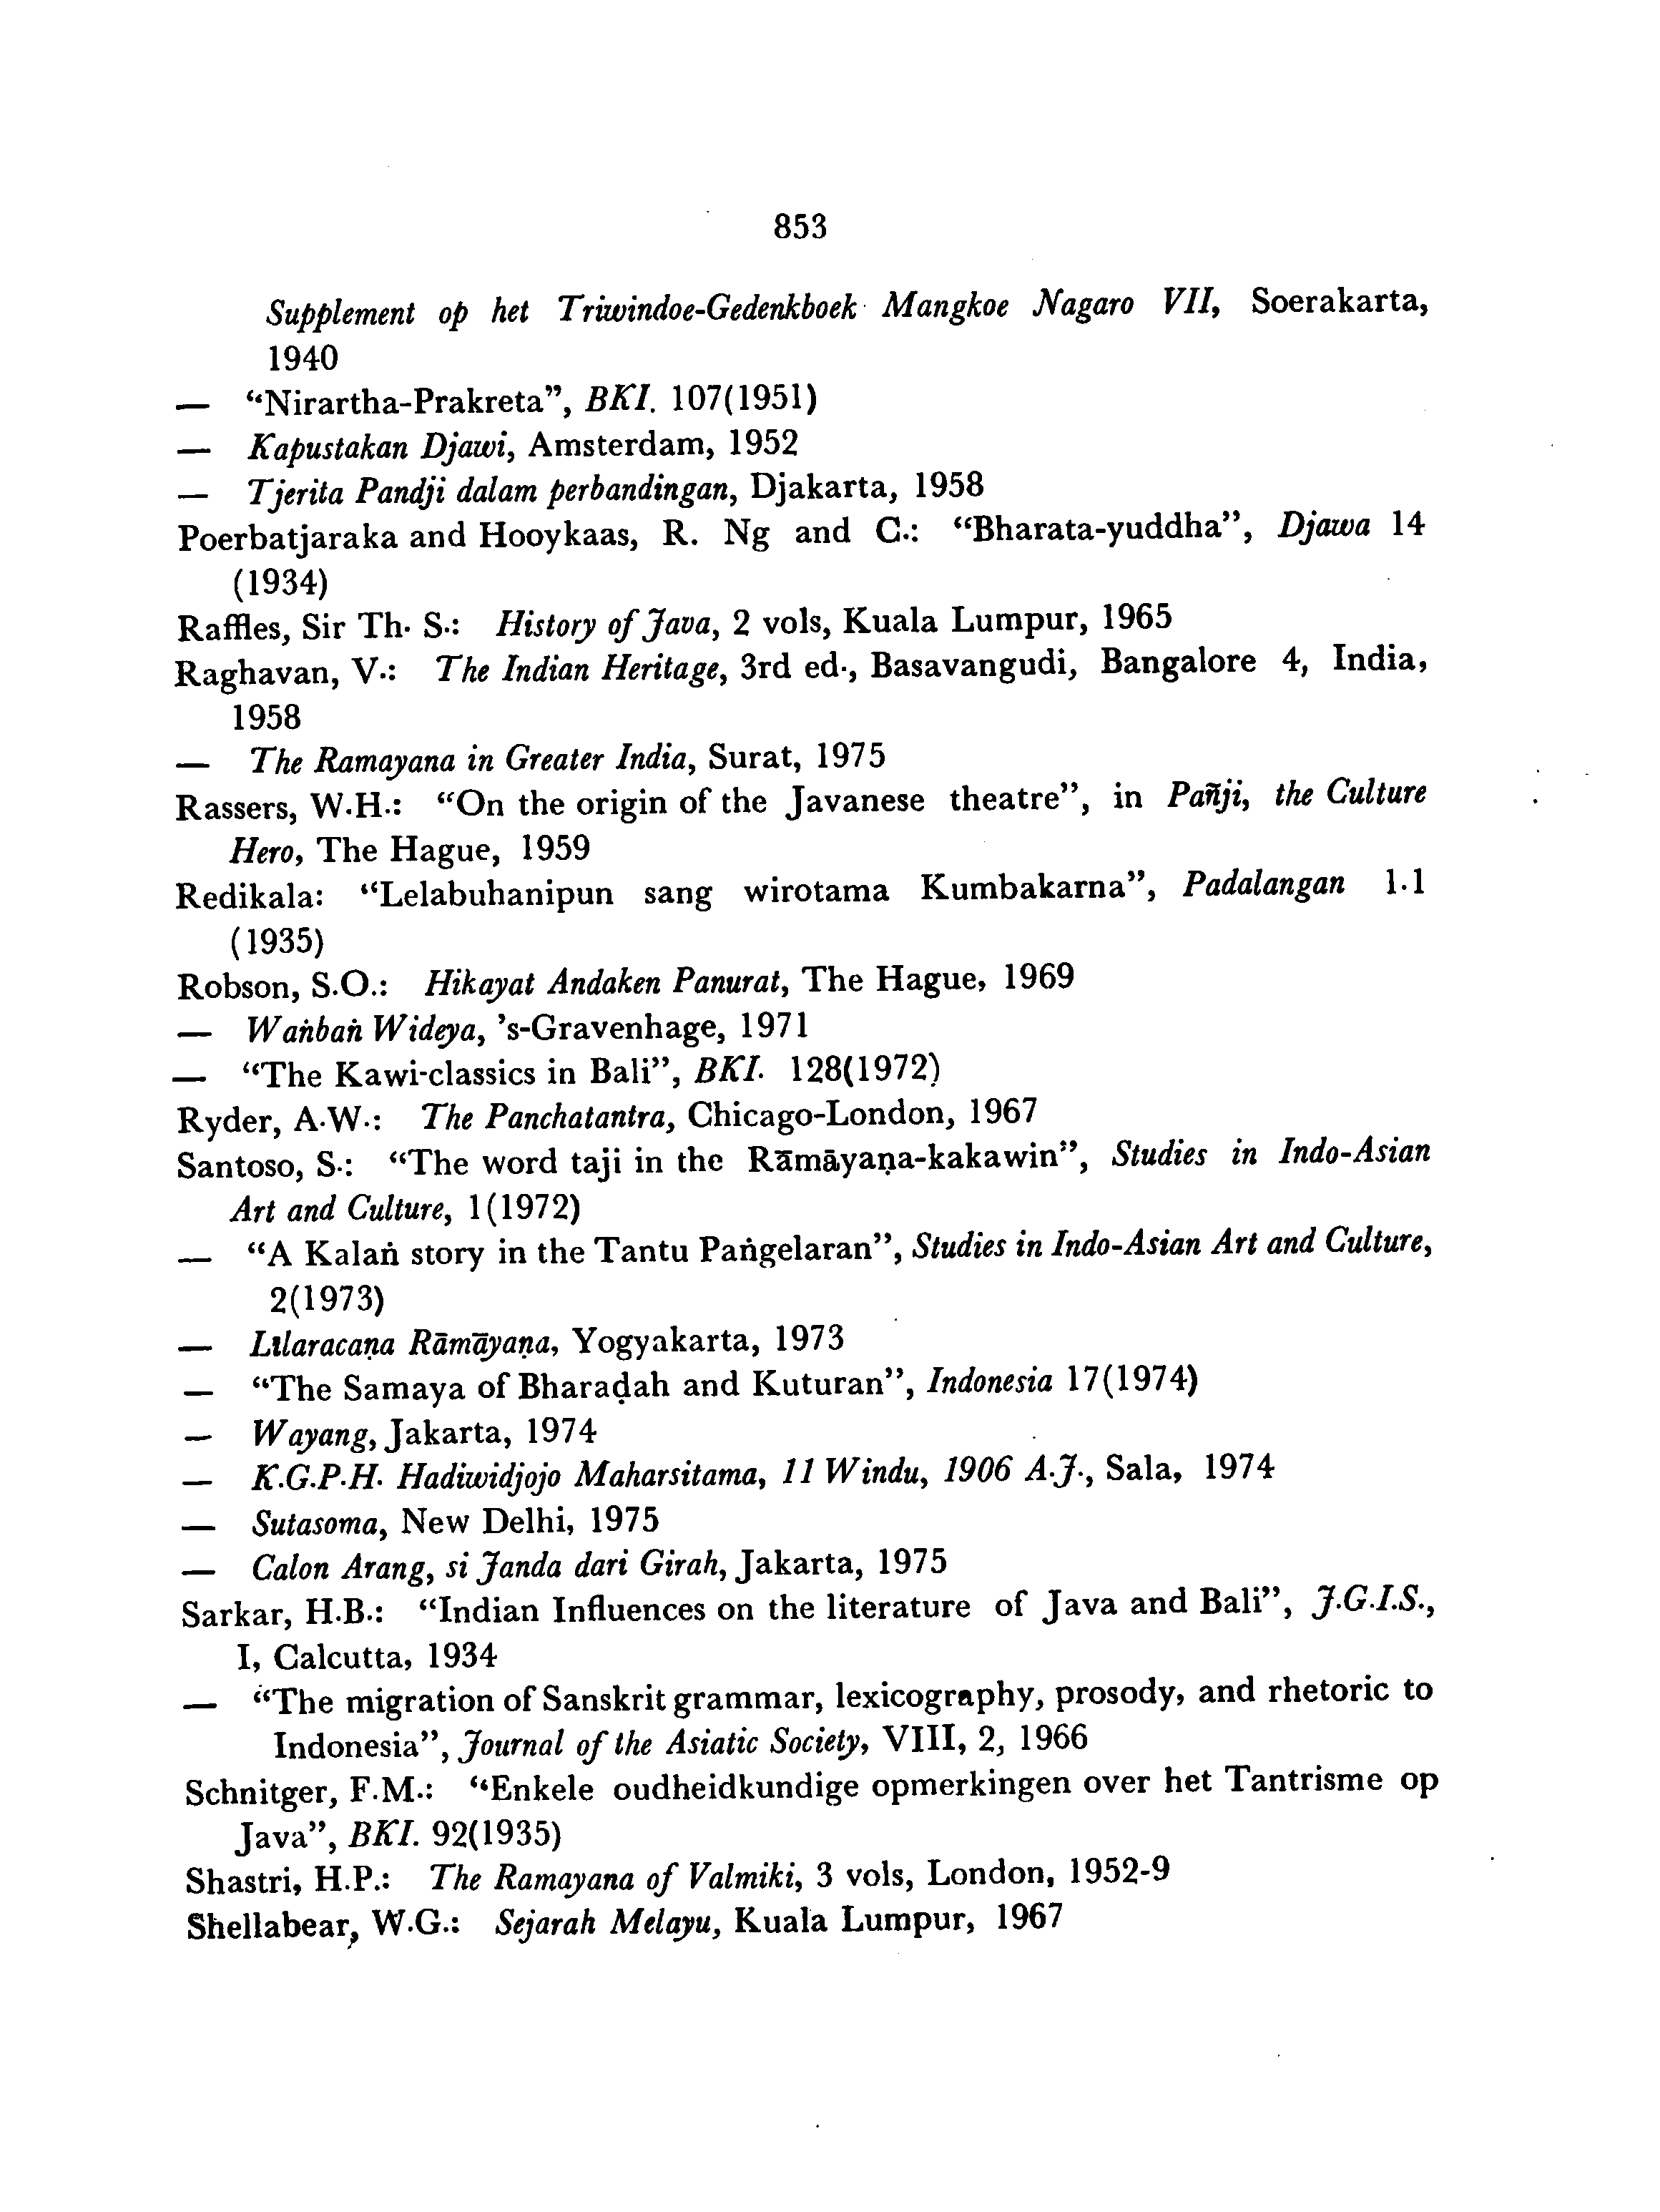 853
Supplement op het Triwindoe-Gedenkboek Mangkoe Nagaro VII, Soerakarta,
1940
— “Nirartha-Prakreta”, BKI. 107(1951)
— Kapustakan Djawi, Amsterdam, 1952
— Tjerita Pandji dalam perbandingan, Djakarta, 1958
Poerbatjaraka and Hooykaas, R. Ng and C.: “Bharata-yuddha”, Djawa 14
(1934)
Raffles, Sir Th. S.: History of Java, 2 vols, Kuala Lumpur, 1965
Raghavan, V.: The Indian Heritage, 3rd ed., Basavangudi, Bangalore 4, India,
1958
— The Ramayana in Greater India, Surat, 1975
Rassers, W.H.: “On the origin of the Javanese theatre”, in Pañji, the Culture
Hero, The Hague, 1959
Redikala: “Lelabuhanipun sang wirotama Kumbakarna”, Padalangan 1.1
(1935)
Robson, S.O.: Hikayat Andaken Panurat, The Hague, 1969
— Waṅbaṅ Wideya, ’s-Gravenhage, 1971
— “The Kawi-classics in Bali”, BKI. 128(1972)
Ryder, A.W.: The Panchatantra, Chicago-London, 1967
Santoso, S.: “The word taji in the Rāmāyaṇa-kakawin”, Studies in Indo-Asian
Art and Culture, 1(1972)
— “A Kalaṅ story in the Tantu Paṅgelaran”, Studies in Indo-Asian Art and Culture,
2(1973)
— Līlaracaṇa Rāmāyaṇa, Yogyakarta, 1973
— “The Samaya of Bharaḍah and Kuturan”, Indonesia 17(1974)
— Wayang, Jakarta, 1974
— K.G.P.H. Hadiwidjojo Maharsitama, 11 Windu, 1906 A.J., Sala, 1974
— Sutasoma, New Delhi, 1975
— Calon Arang, si Janda dari Girah, Jakarta, 1975
Sarkar, H.B.: “Indian Influences on the literature of Java and Bali”, J.G.I.S.,
I, Calcutta, 1934
— “The migration of Sanskrit grammar, lexicography, prosody, and rhetoric to
Indonesia”, Journal of the Asiatic Society, VIII, 2, 1966
Schnitger, F.M.: “Enkele oudheidkundige opmerkingen over het Tantrisme op
Java”, BKI. 92(1935)
Shastri, H.P.: The Ramayana of Valmiki, 3 vols, London, 1952-9
Shellabear, W.G.: Sejarah Melayu, Kuala Lumpur, 1967